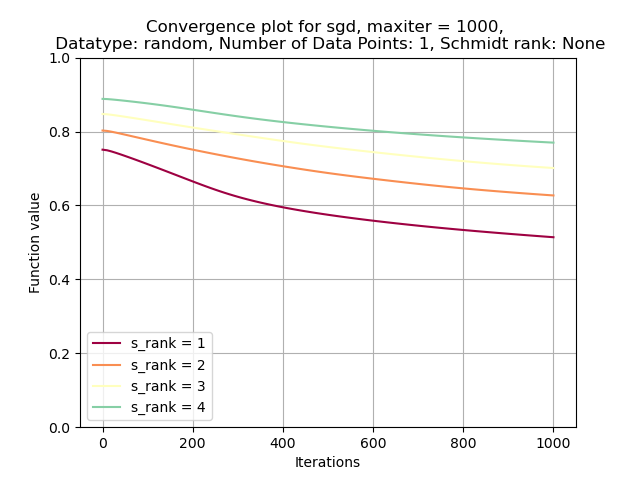 Convergence plot for sgd, maxiter = 1000,
Datatype: random, Number of Data Points: 1, Schmidt rank: None
1.0
0.8
0.6
0.4
0.2
0.0
Function value
s_rank = 1
s_rank = 2
s_rank = 3
s_rank = 4
0 200 400 600 800 1000
Iterations